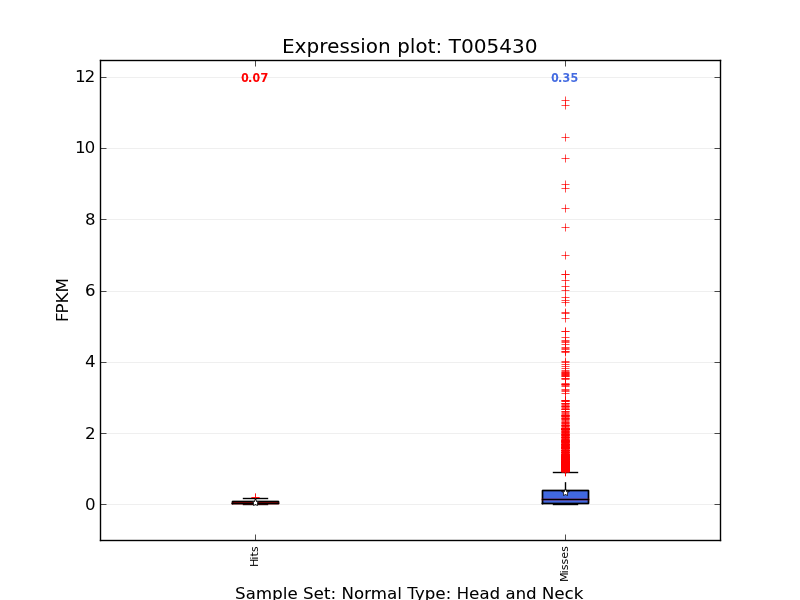 Expression plot: T005430
0.07
0.35
12
10
8
6
4
2
0
FPKM
Hits
Misses
Sample Set: Normal Type: Head and Neck